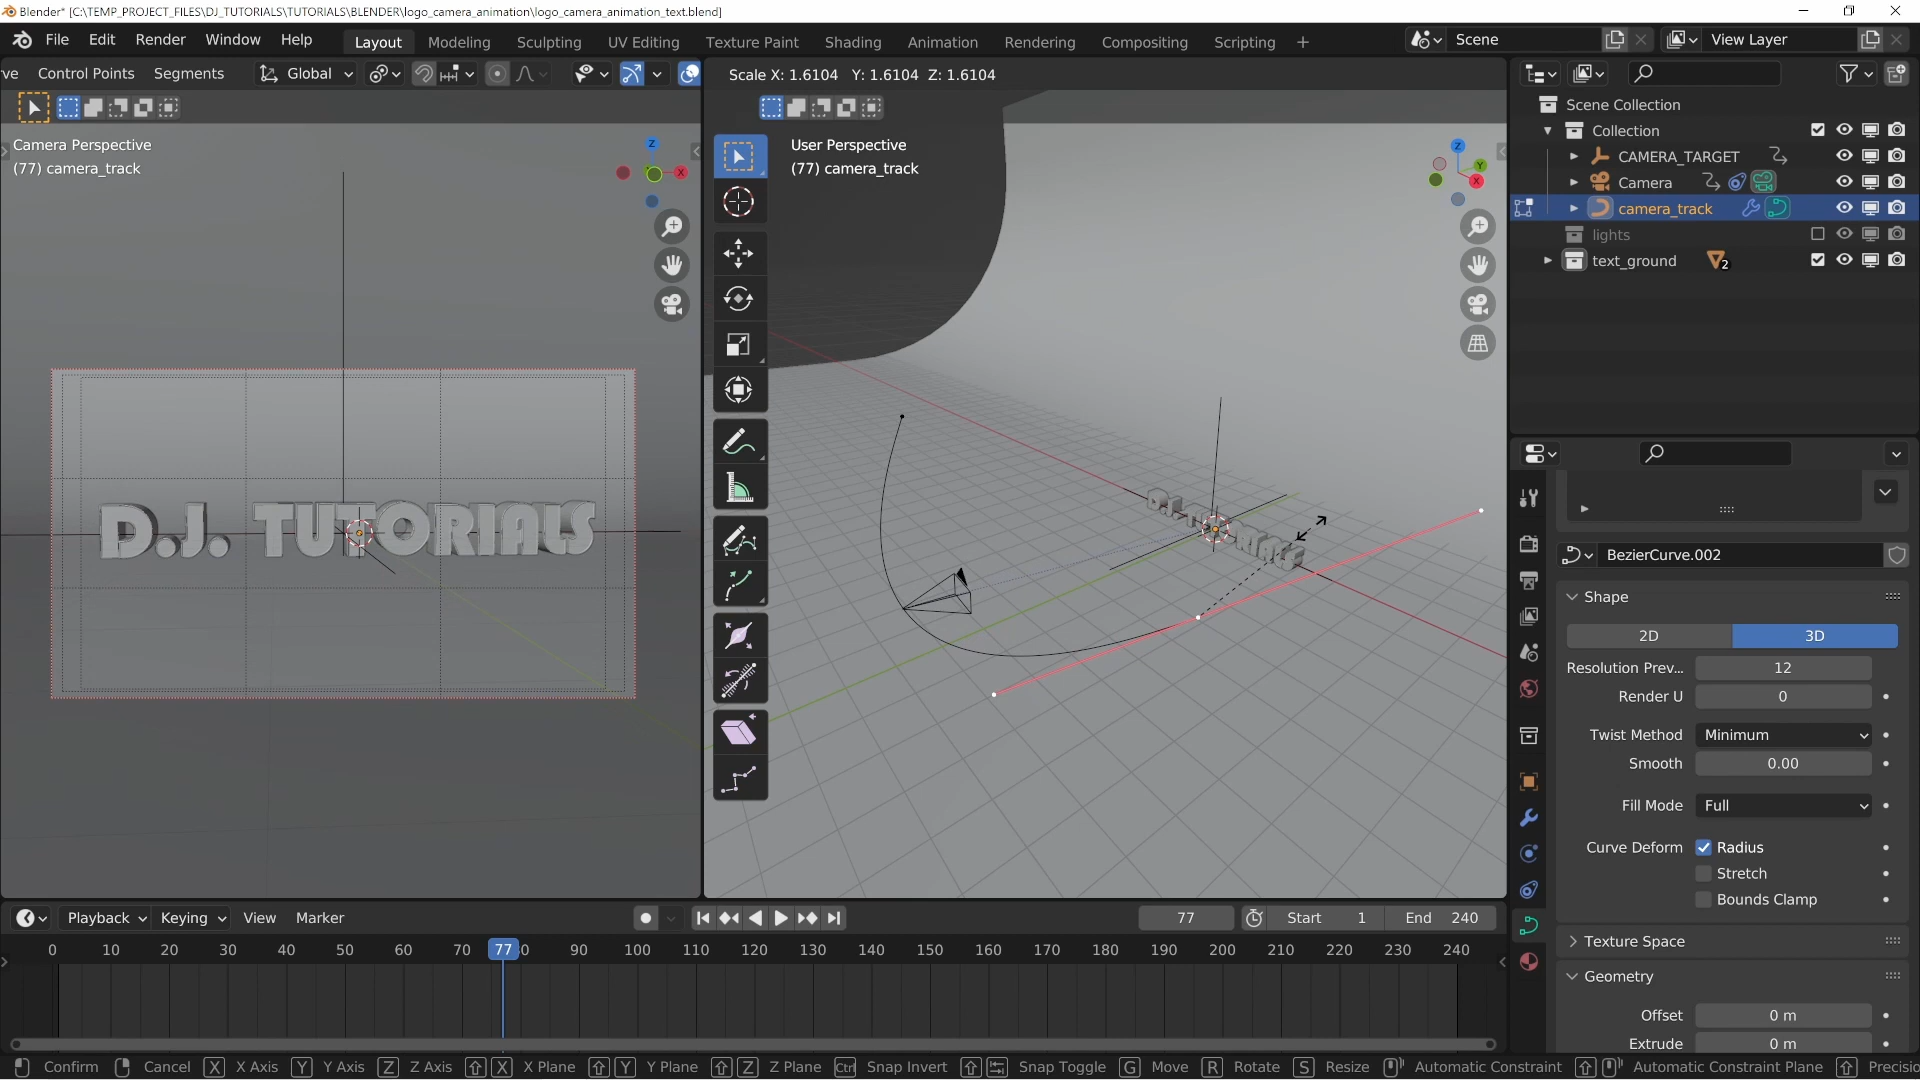 Blender* [C:\TEMP_PROJECT_FILES\DJ_TUTORIALS\TUTORIALS\BLENDER\logo_camera_animation\logo_camera_animation_text.blend]
File Edit Render Window Help Layout Modeling Sculpting UV Editing Texture Paint Shading Animation Rendering Compositing Scripting + Scene View Layer
ve Control Points Segments Global Scale X: 1.6104 Y: 1.6104 Z: 1.6104
Scene Collection
Collection
CAMERA_TARGET
Camera
camera_track
lights
text_ground 2
Camera Perspective
(77) camera_track
Z
X
D.J. TUTORIALS
User Perspective
(77) camera_track
Z
Y
X
D.J. TUTORIALS
BezierCurve.002
Shape
2D 3D
Resolution Prev... 12
Render U 0
Twist Method Minimum
Smooth 0.00
Fill Mode Full
Curve Deform Radius
Stretch
Bounds Clamp
Texture Space
Geometry
Offset 0 m
Extrude 0 m
Playback Keying View Marker 77 Start 1 End 240
0 10 20 30 40 50 60 70 77 0 90 100 110 120 130 140 150 160 170 180 190 200 210 220 230 240
Confirm Cancel X X Axis Y Y Axis Z Z Axis X X Plane Y Y Plane Z Z Plane Ctrl Snap Invert Snap Toggle G Move R Rotate S Resize Automatic Constraint Automatic Constraint Plane Precisio